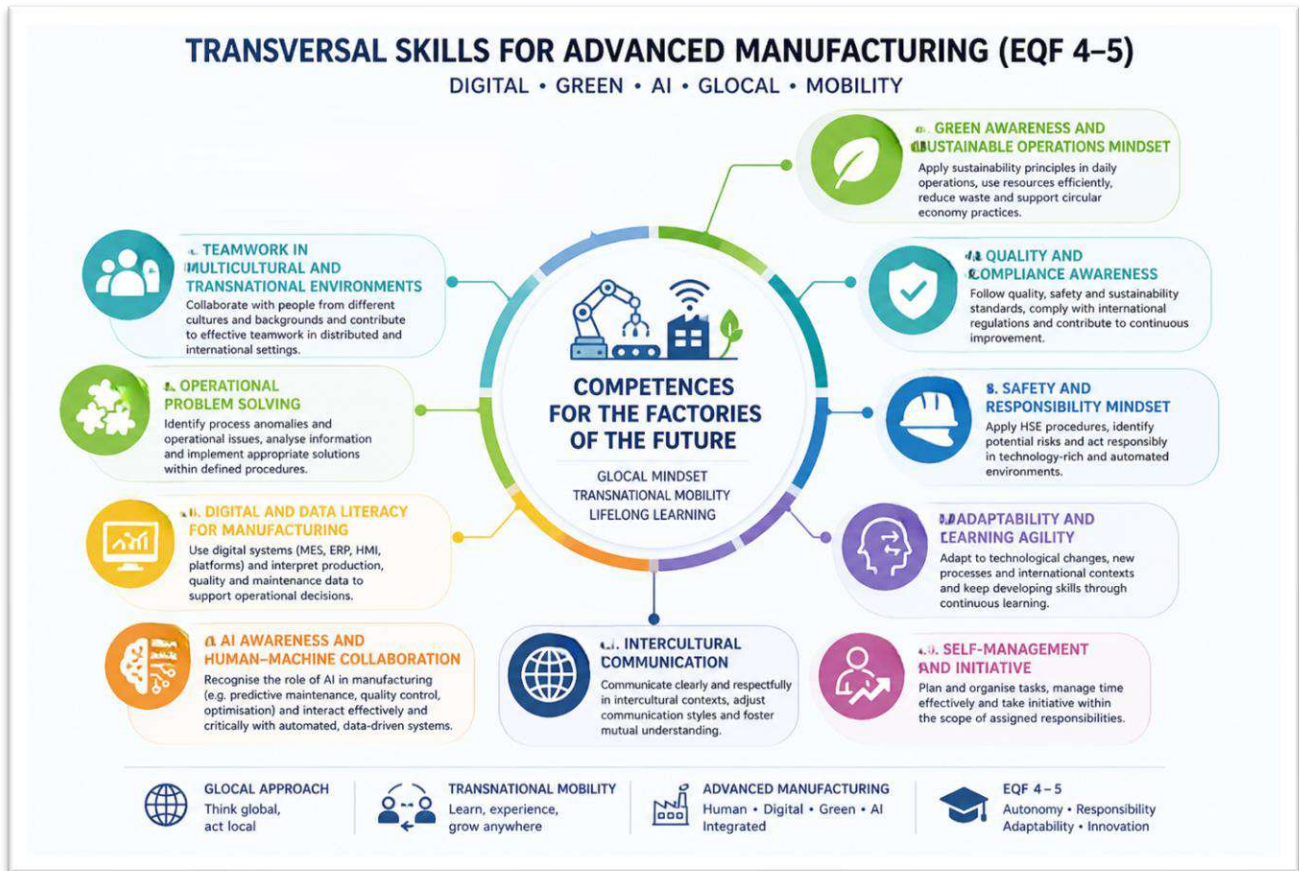 TRANSVERSAL SKILLS FOR ADVANCED MANUFACTURING (EQF 4–5)
DIGITAL • GREEN • AI • GLOCAL • MOBILITY
GREEN AWARENESS AND
SUSTAINABLE OPERATIONS MINDSET
Apply sustainability principles in daily
operations, use resources efficiently,
reduce waste and support circular
economy practices.
TEAMWORK IN
MULTICULTURAL AND
TRANSNATIONAL ENVIRONMENTS
Collaborate with people from different
cultures and backgrounds and contribute
to effective teamwork in distributed and
international settings.
QUALITY AND
COMPLIANCE AWARENESS
Follow quality, safety and sustainability
standards, comply with international
regulations and contribute to continuous
improvement.
OPERATIONAL
PROBLEM SOLVING
Identify process anomalies and
operational issues, analyse information
and implement appropriate solutions
within defined procedures.
COMPETENCES
FOR THE FACTORIES
OF THE FUTURE
GLOCAL MINDSET
TRANSNATIONAL MOBILITY
LIFELONG LEARNING
8. SAFETY AND
RESPONSIBILITY MINDSET
Apply HSE procedures, identify
potential risks and act responsibly
in technology-rich and automated
environments.
DIGITAL AND DATA LITERACY
FOR MANUFACTURING
Use digital systems (MES, ERP, HMI,
platforms) and interpret production,
quality and maintenance data to
support operational decisions.
ADAPTABILITY AND
LEARNING AGILITY
Adapt to technological changes, new
processes and international contexts
and keep developing skills through
continuous learning.
AI AWARENESS AND
HUMAN–MACHINE COLLABORATION
Recognise the role of AI in manufacturing
(e.g. predictive maintenance, quality control,
optimisation) and interact effectively and
critically with automated, data-driven systems.
INTERCULTURAL
COMMUNICATION
Communicate clearly and respectfully
in intercultural contexts, adjust
communication styles and foster
mutual understanding.
SELF-MANAGEMENT
AND INITIATIVE
Plan and organise tasks, manage time
effectively and take initiative within
the scope of assigned responsibilities.
GLOCAL APPROACH
Think global,
act local
TRANSNATIONAL MOBILITY
Learn, experience,
grow anywhere
ADVANCED MANUFACTURING
Human • Digital • Green • AI
Integrated
EQF 4 – 5
Autonomy • Responsibility
Adaptability • Innovation